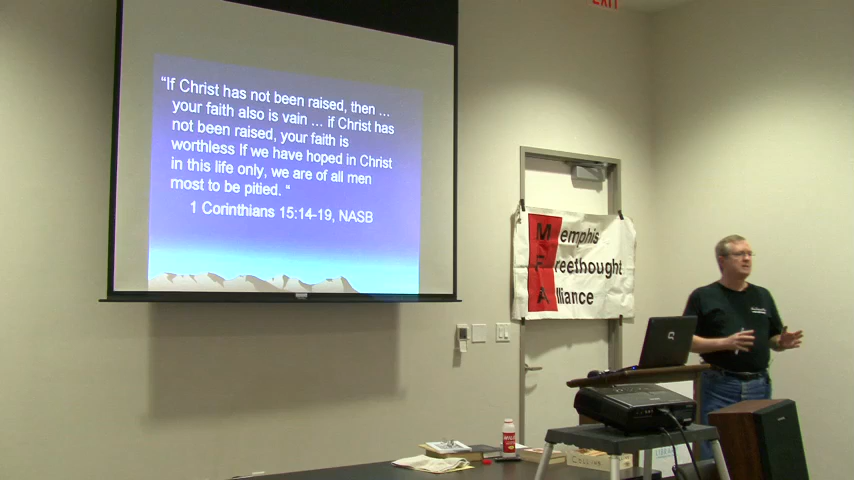 EXIT
"If Christ has not been raised, then ...
your faith also is vain ... if Christ has
not been raised, your faith is
worthless If we have hoped in Christ
in this life only, we are of all men
most to be pitied. "
1 Corinthians 15:14-19, NASB
Memphis
Freethought
Alliance